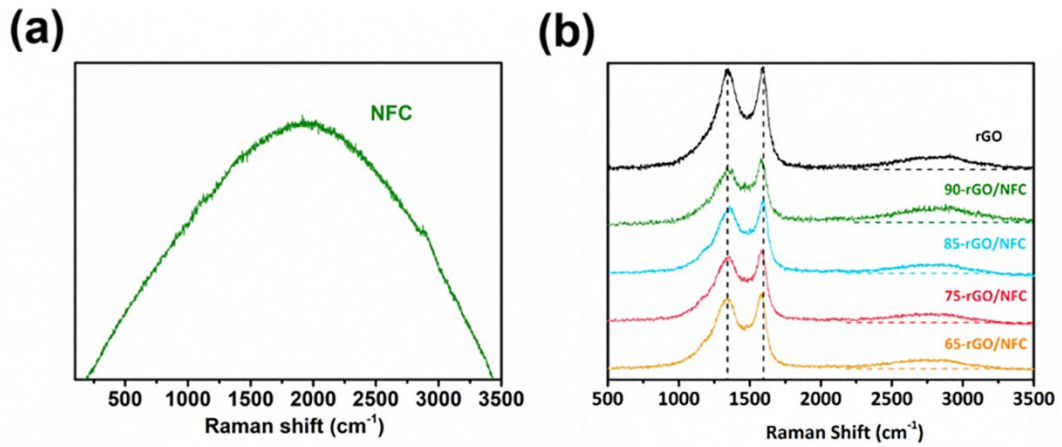 (a)
NFC
500 1000 1500 2000 2500 3000 3500
Raman shift (cm⁻¹)
(b)
rGO
90-rGO/NFC
85-rGO/NFC
75-rGO/NFC
65-rGO/NFC
500 1000 1500 2000 2500 3000 3500
Raman Shift (cm⁻¹)